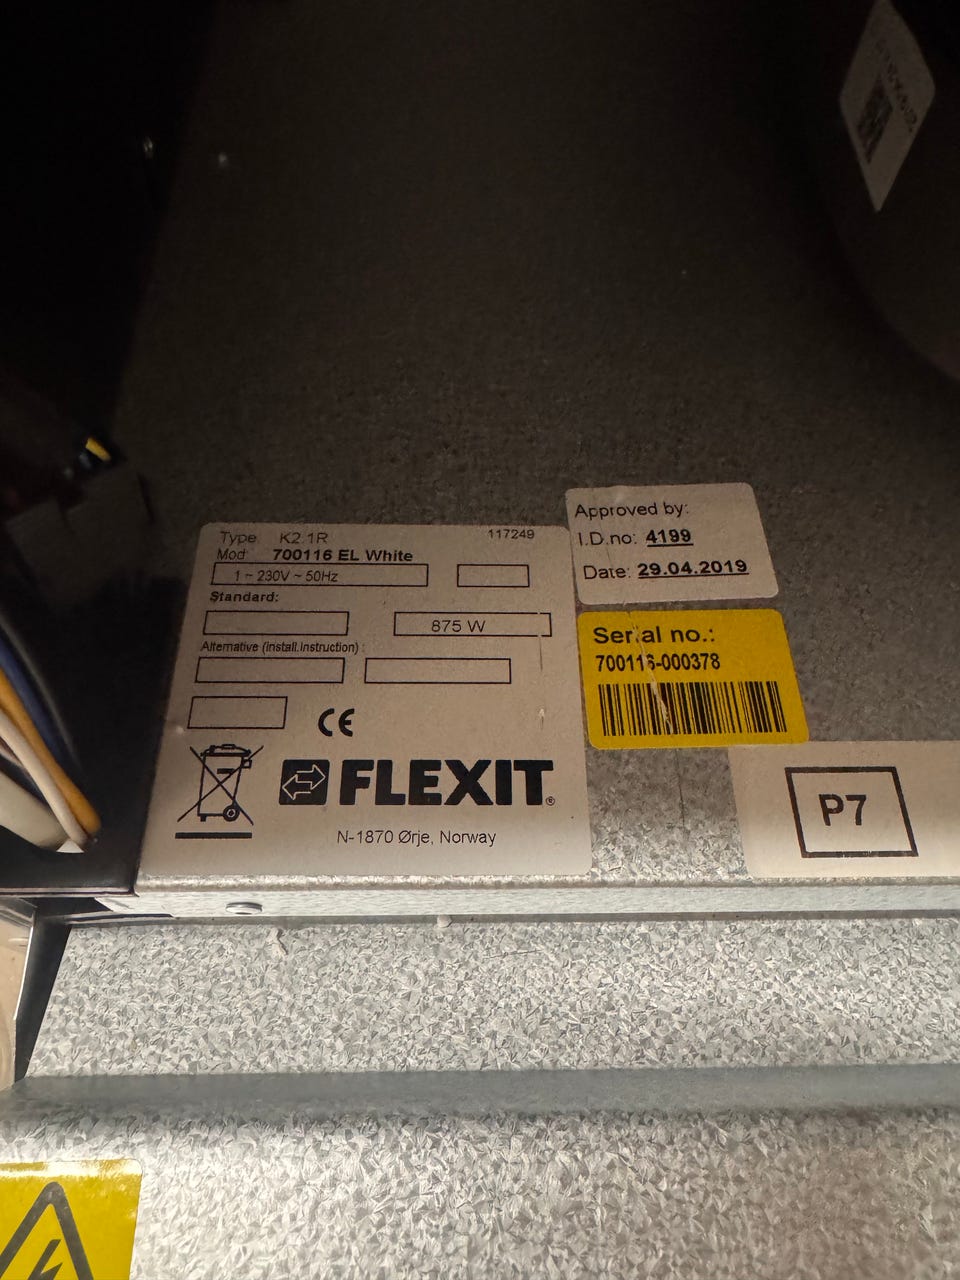 Type K2.1R 117249
Mod: 700116 EL White
1 ~ 230V ~ 50Hz
Standard:
875 W
Alternative (install.instruction) :
CE
FLEXIT®
N-1870 Ørje, Norway
Approved by:
I.D.no: 4199
Date: 29.04.2019
Serial no.:
700116-000378
P7